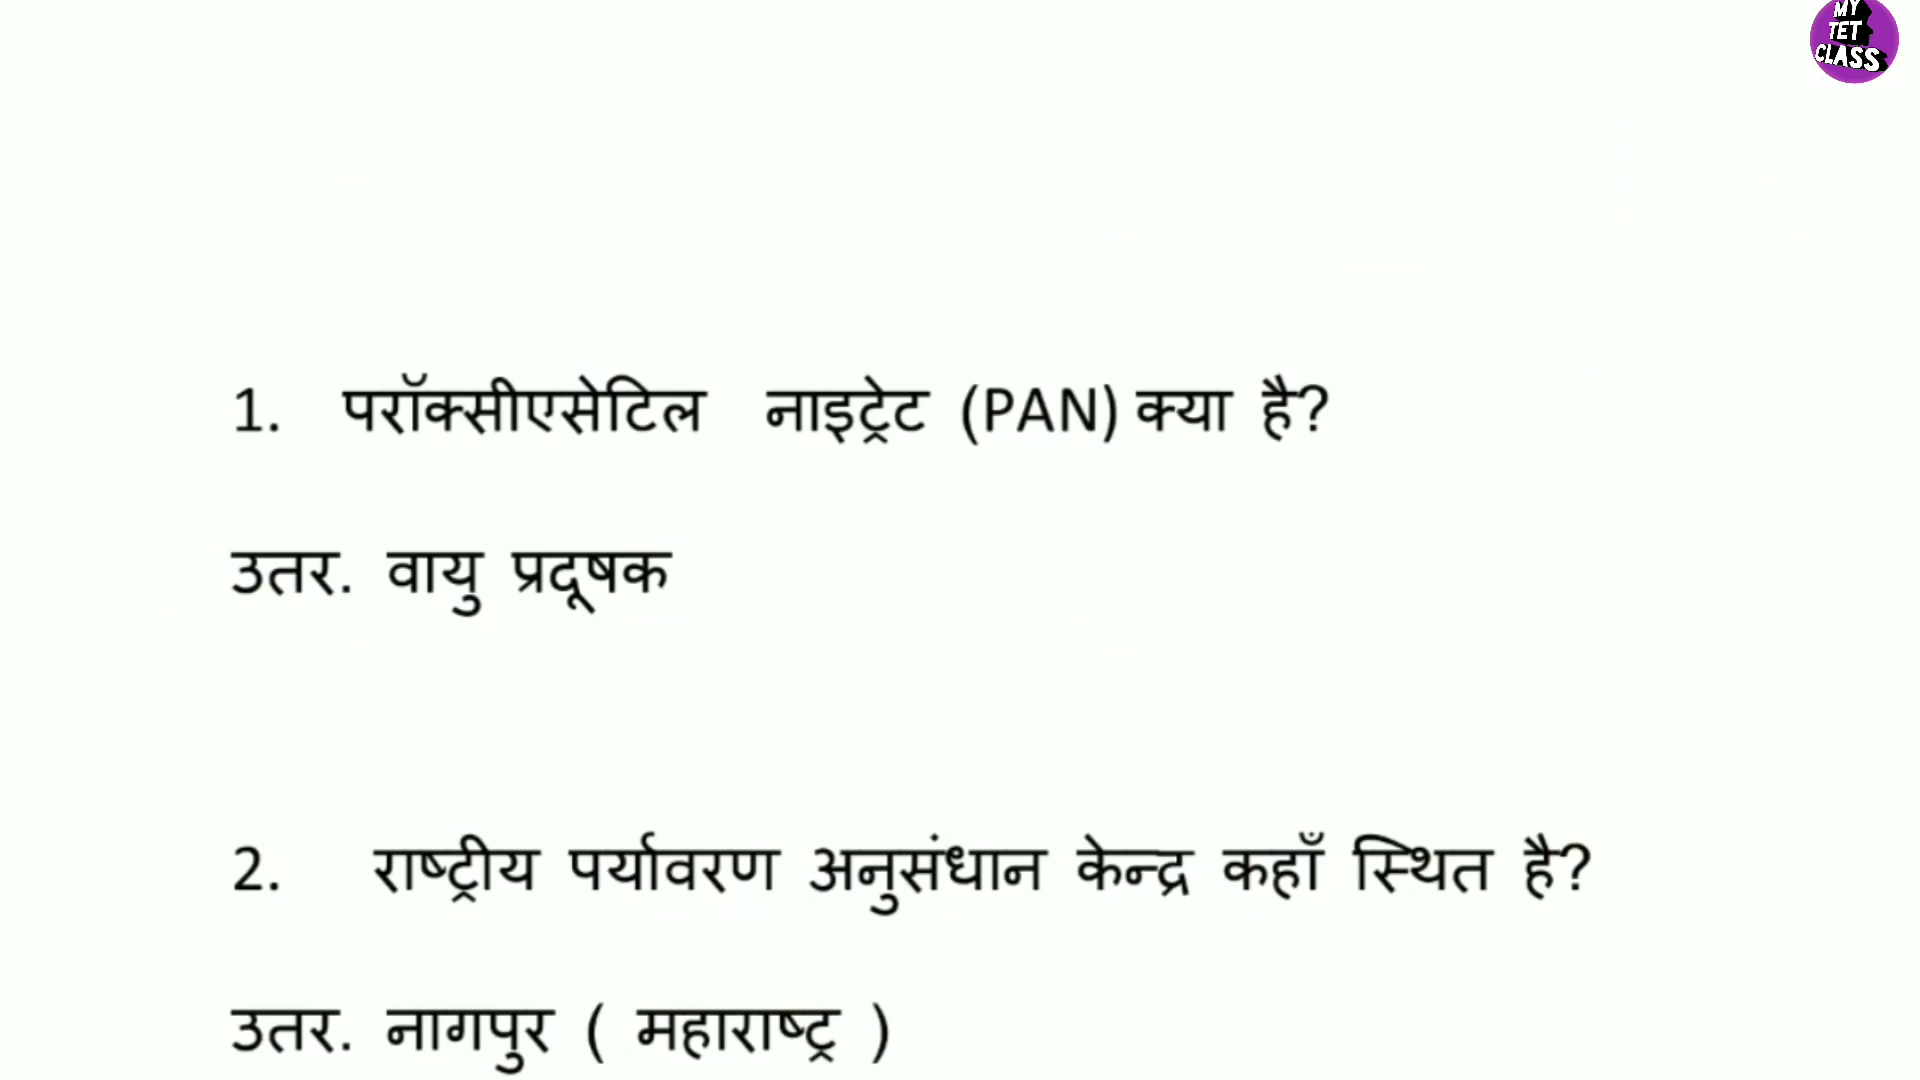 MY
TET
CLASS
1. परॉक्सीएसेटिल नाइट्रेट (PAN) क्या है?
उतर. वायु प्रदूषक
2. राष्ट्रीय पर्यावरण अनुसंधान केन्द्र कहाँ स्थित है?
उतर. नागपुर ( महाराष्ट्र )